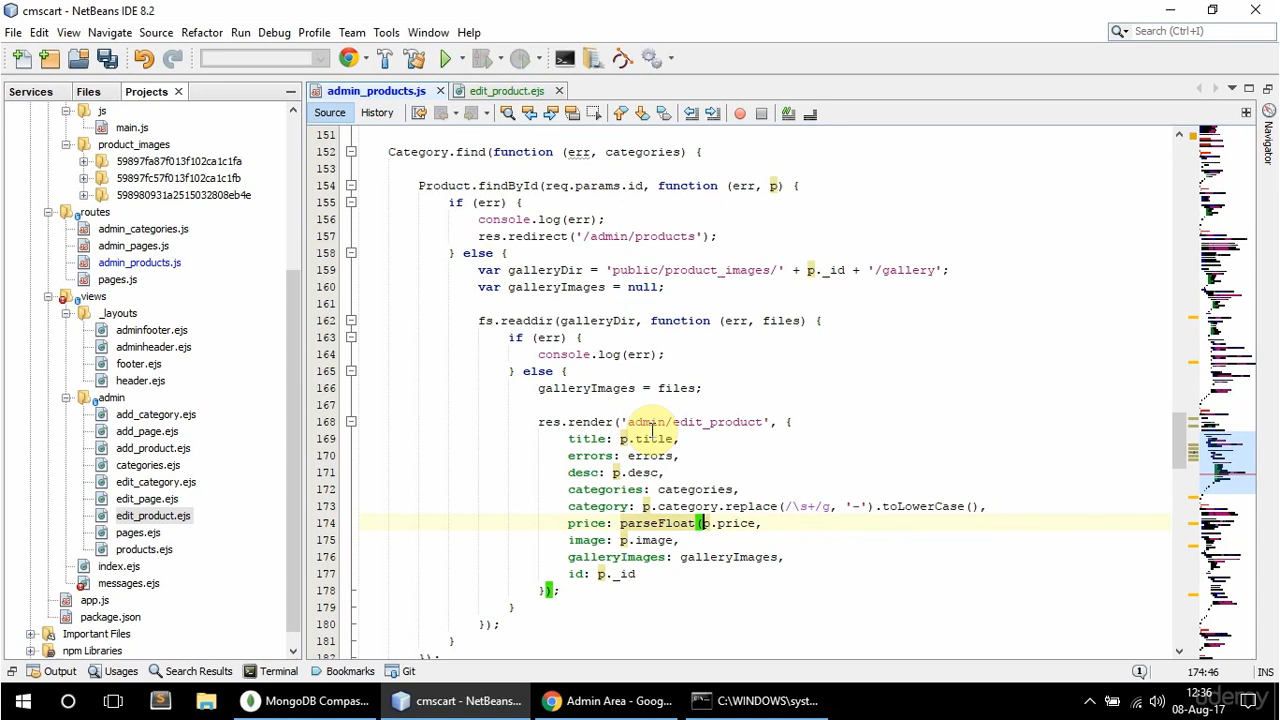 cmscart - NetBeans IDE 8.2
File Edit View Navigate Source Refactor Run Debug Profile Team Tools Window Help
Search (Ctrl+I)
Services Files Projects
admin_products.js edit_product.ejs
Source History
Navigator
js
main.js
product_images
59897fa87f013f102ca1c1fa
59897fc57f013f102ca1c1fb
598980931a2515032808eb4e
routes
admin_categories.js
admin_pages.js
admin_products.js
pages.js
views
_layouts
adminfooter.ejs
adminheader.ejs
footer.ejs
header.ejs
admin
add_category.ejs
add_page.ejs
add_product.ejs
categories.ejs
edit_category.ejs
edit_page.ejs
edit_product.ejs
pages.ejs
products.ejs
index.ejs
messages.ejs
app.js
package.json
Important Files
npm Libraries
151
152 Category.find(function (err, categories) {
153
154 Product.findById(req.params.id, function (err, p) {
155 if (err) {
156 console.log(err);
157 res.redirect('/admin/products');
158 } else {
159 var galleryDir = 'public/product_images/' + p._id + '/gallery';
160 var galleryImages = null;
161
162 fs.readdir(galleryDir, function (err, files) {
163 if (err) {
164 console.log(err);
165 } else {
166 galleryImages = files;
167
168 res.render('admin/edit_product', {
169 title: p.title,
170 errors: errors,
171 desc: p.desc,
172 categories: categories,
173 category: p.category.replace(/\s+/g, '-').toLowerCase(),
174 price: parseFloat(p.price,
175 image: p.image,
176 galleryImages: galleryImages,
177 id: p._id
178 });
179 }
180 });
181 }
182 });
Output Usages Search Results Terminal Bookmarks Git
1 174:46 INS
MongoDB Compas... cmscart - NetBeans... Admin Area - Goog... C:\WINDOWS\syst...
12:36
08-Aug-17
udemy